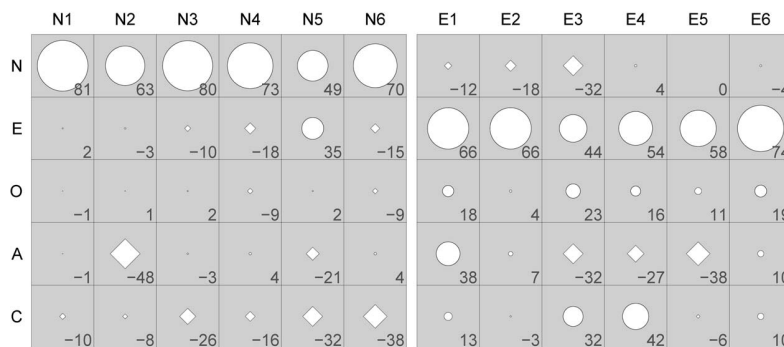 N1 N2 N3 N4 N5 N6 E1 E2 E3 E4 E5 E6
N 81 63 80 73 49 70 −12 −18 −32 4 0 −4
E 2 −3 −10 −18 35 −15 66 66 44 54 58 74
O −1 1 2 −9 2 −9 18 4 23 16 11 19
A −1 −48 −3 4 −21 4 38 7 −32 −27 −38 10
C −10 −8 −26 −16 −32 −38 13 −3 32 42 −6